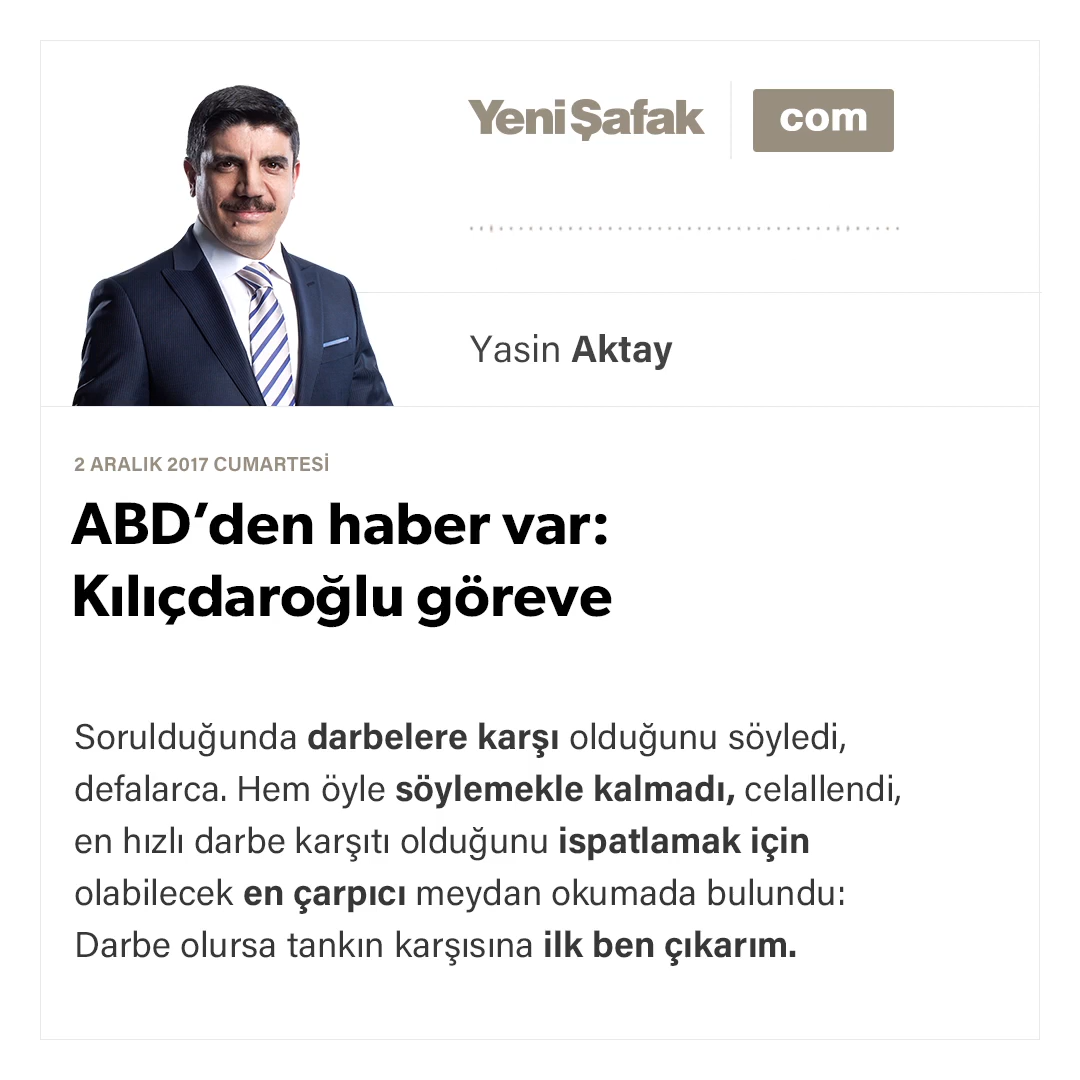 YeniŞafak
com
Yasin Aktay
2 ARALIK 2017 CUMARTESİ
ABD’den haber var:
Kılıçdaroğlu göreve
Sorulduğunda darbelere karşı olduğunu söyledi,
defalarca. Hem öyle söylemekle kalmadı, celallendi,
en hızlı darbe karşıtı olduğunu ispatlamak için
olabilecek en çarpıcı meydan okumada bulundu:
Darbe olursa tankın karşısına ilk ben çıkarım.